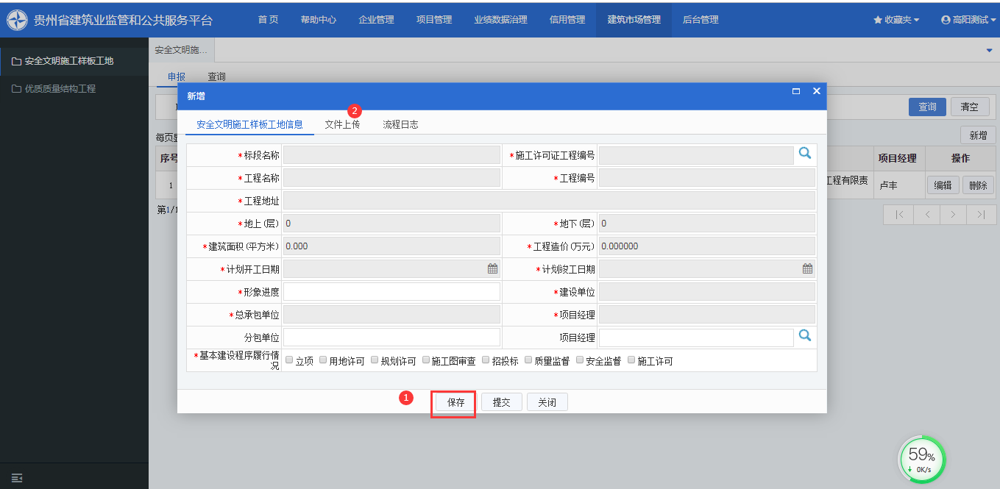 贵州省建筑业监管和公共服务平台 首 页 帮助中心 企业管理 项目管理 业绩数据治理 信用管理 建筑市场管理 后台管理 收藏夹 高阳测试
安全文明施工样板工地
优质质量结构工程
安全文明施...
申报 查询
查询 清空
每页
新增
序号 项目经理 操作
1 工程有限责 卢丰 编辑 删除
第1/1
新增
安全文明施工样板工地信息 文件上传 2 流程日志
*标段名称 *施工许可证工程编号
*工程名称 *工程编号
*工程地址
*地上(层) 0 *地下(层) 0
*建筑面积(平方米) 0.000 *工程造价(万元) 0.000000
*计划开工日期 *计划竣工日期
*形象进度 *建设单位
*总承包单位 *项目经理
分包单位 项目经理
*基本建设程序履行情况 立项 用地许可 规划许可 施工图审查 招投标 质量监督 安全监督 施工许可
1 保存 提交 关闭
59%
0K/s